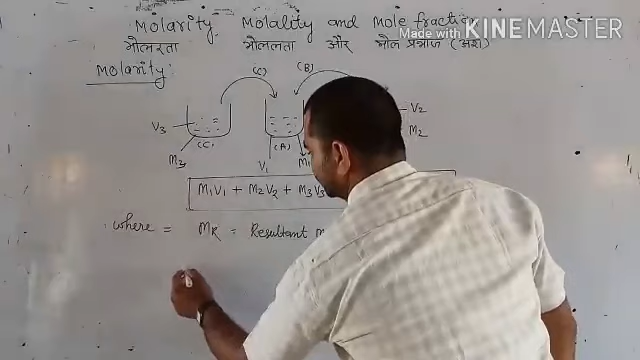 Molarity, Molality and Mole fraction
Made with KINEMASTER
मोलरता मोललता और मोल प्रभाज (अंश)
Molarity:
(C) (B)
V3 V2
M3 (C) (A) M2
V1 M1
M1V1 + M2V2 + M3V3
where = MR = Resultant